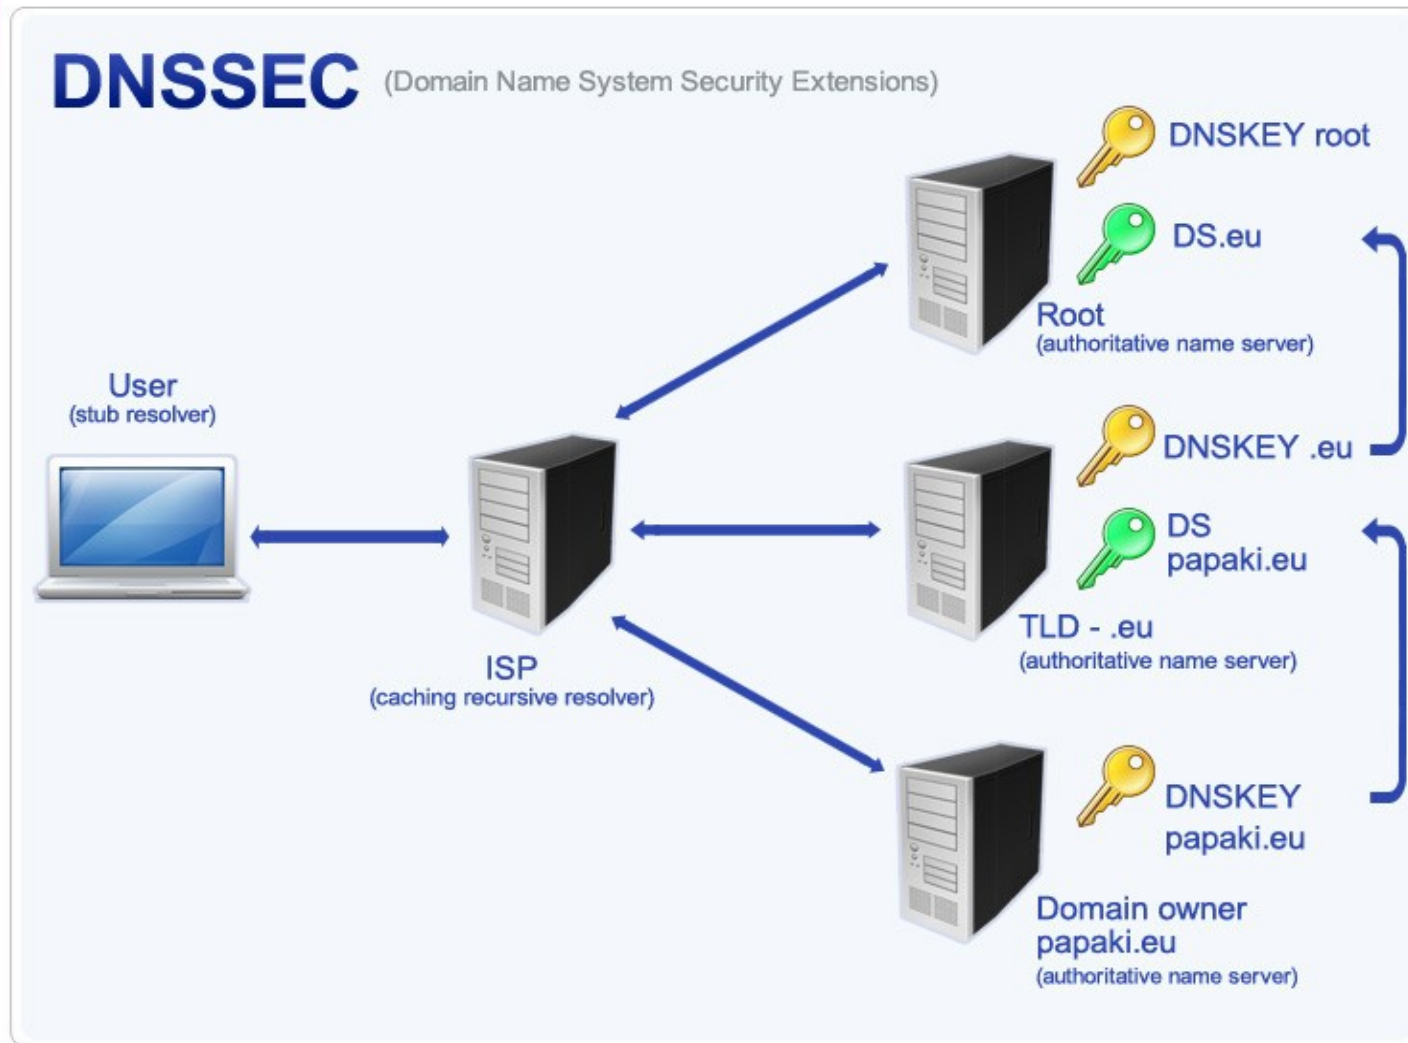 DNSSEC (Domain Name System Security Extensions)
DNSKEY root
DS.eu
Root
(authoritative name server)
User
(stub resolver)
DNSKEY .eu
DS
papaki.eu
TLD - .eu
(authoritative name server)
ISP
(caching recursive resolver)
DNSKEY
papaki.eu
Domain owner
papaki.eu
(authoritative name server)